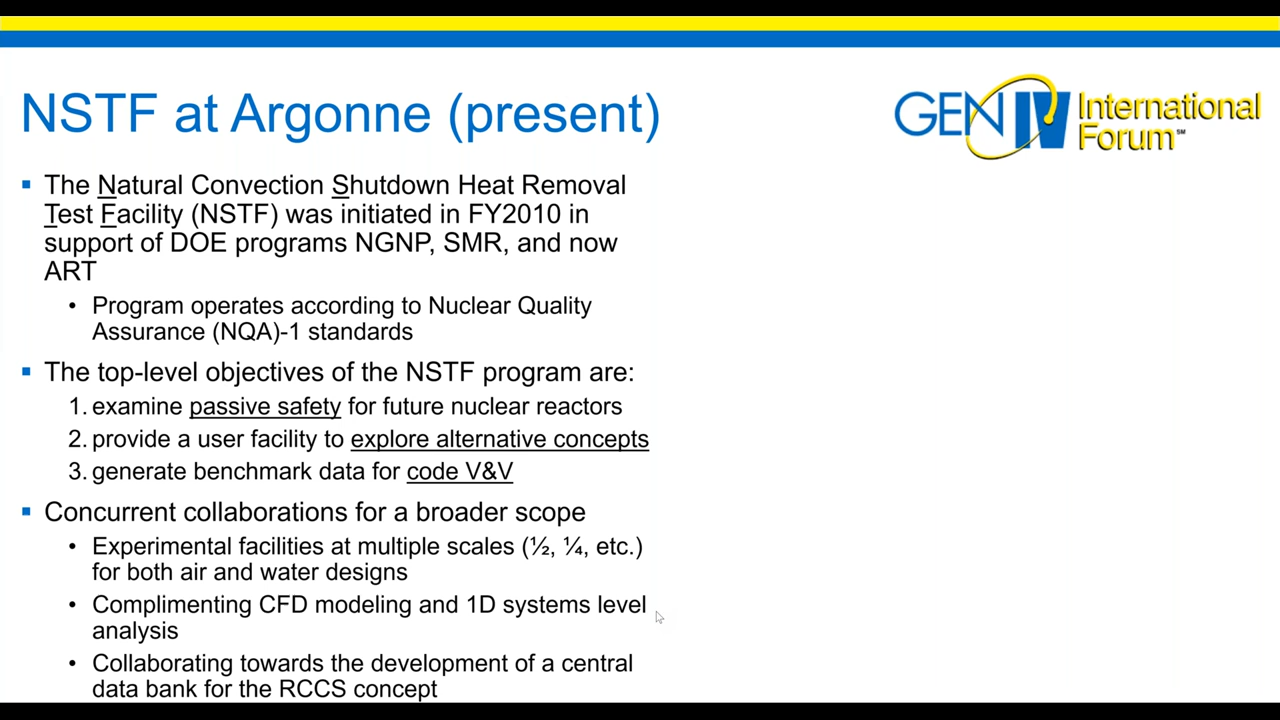 NSTF at Argonne (present)
GEN IV International
Forum℠
▪ The Natural Convection Shutdown Heat Removal
Test Facility (NSTF) was initiated in FY2010 in
support of DOE programs NGNP, SMR, and now
ART
• Program operates according to Nuclear Quality
Assurance (NQA)-1 standards
▪ The top-level objectives of the NSTF program are:
1. examine passive safety for future nuclear reactors
2. provide a user facility to explore alternative concepts
3. generate benchmark data for code V&V
▪ Concurrent collaborations for a broader scope
• Experimental facilities at multiple scales (½, ¼, etc.)
for both air and water designs
• Complimenting CFD modeling and 1D systems level
analysis
• Collaborating towards the development of a central
data bank for the RCCS concept